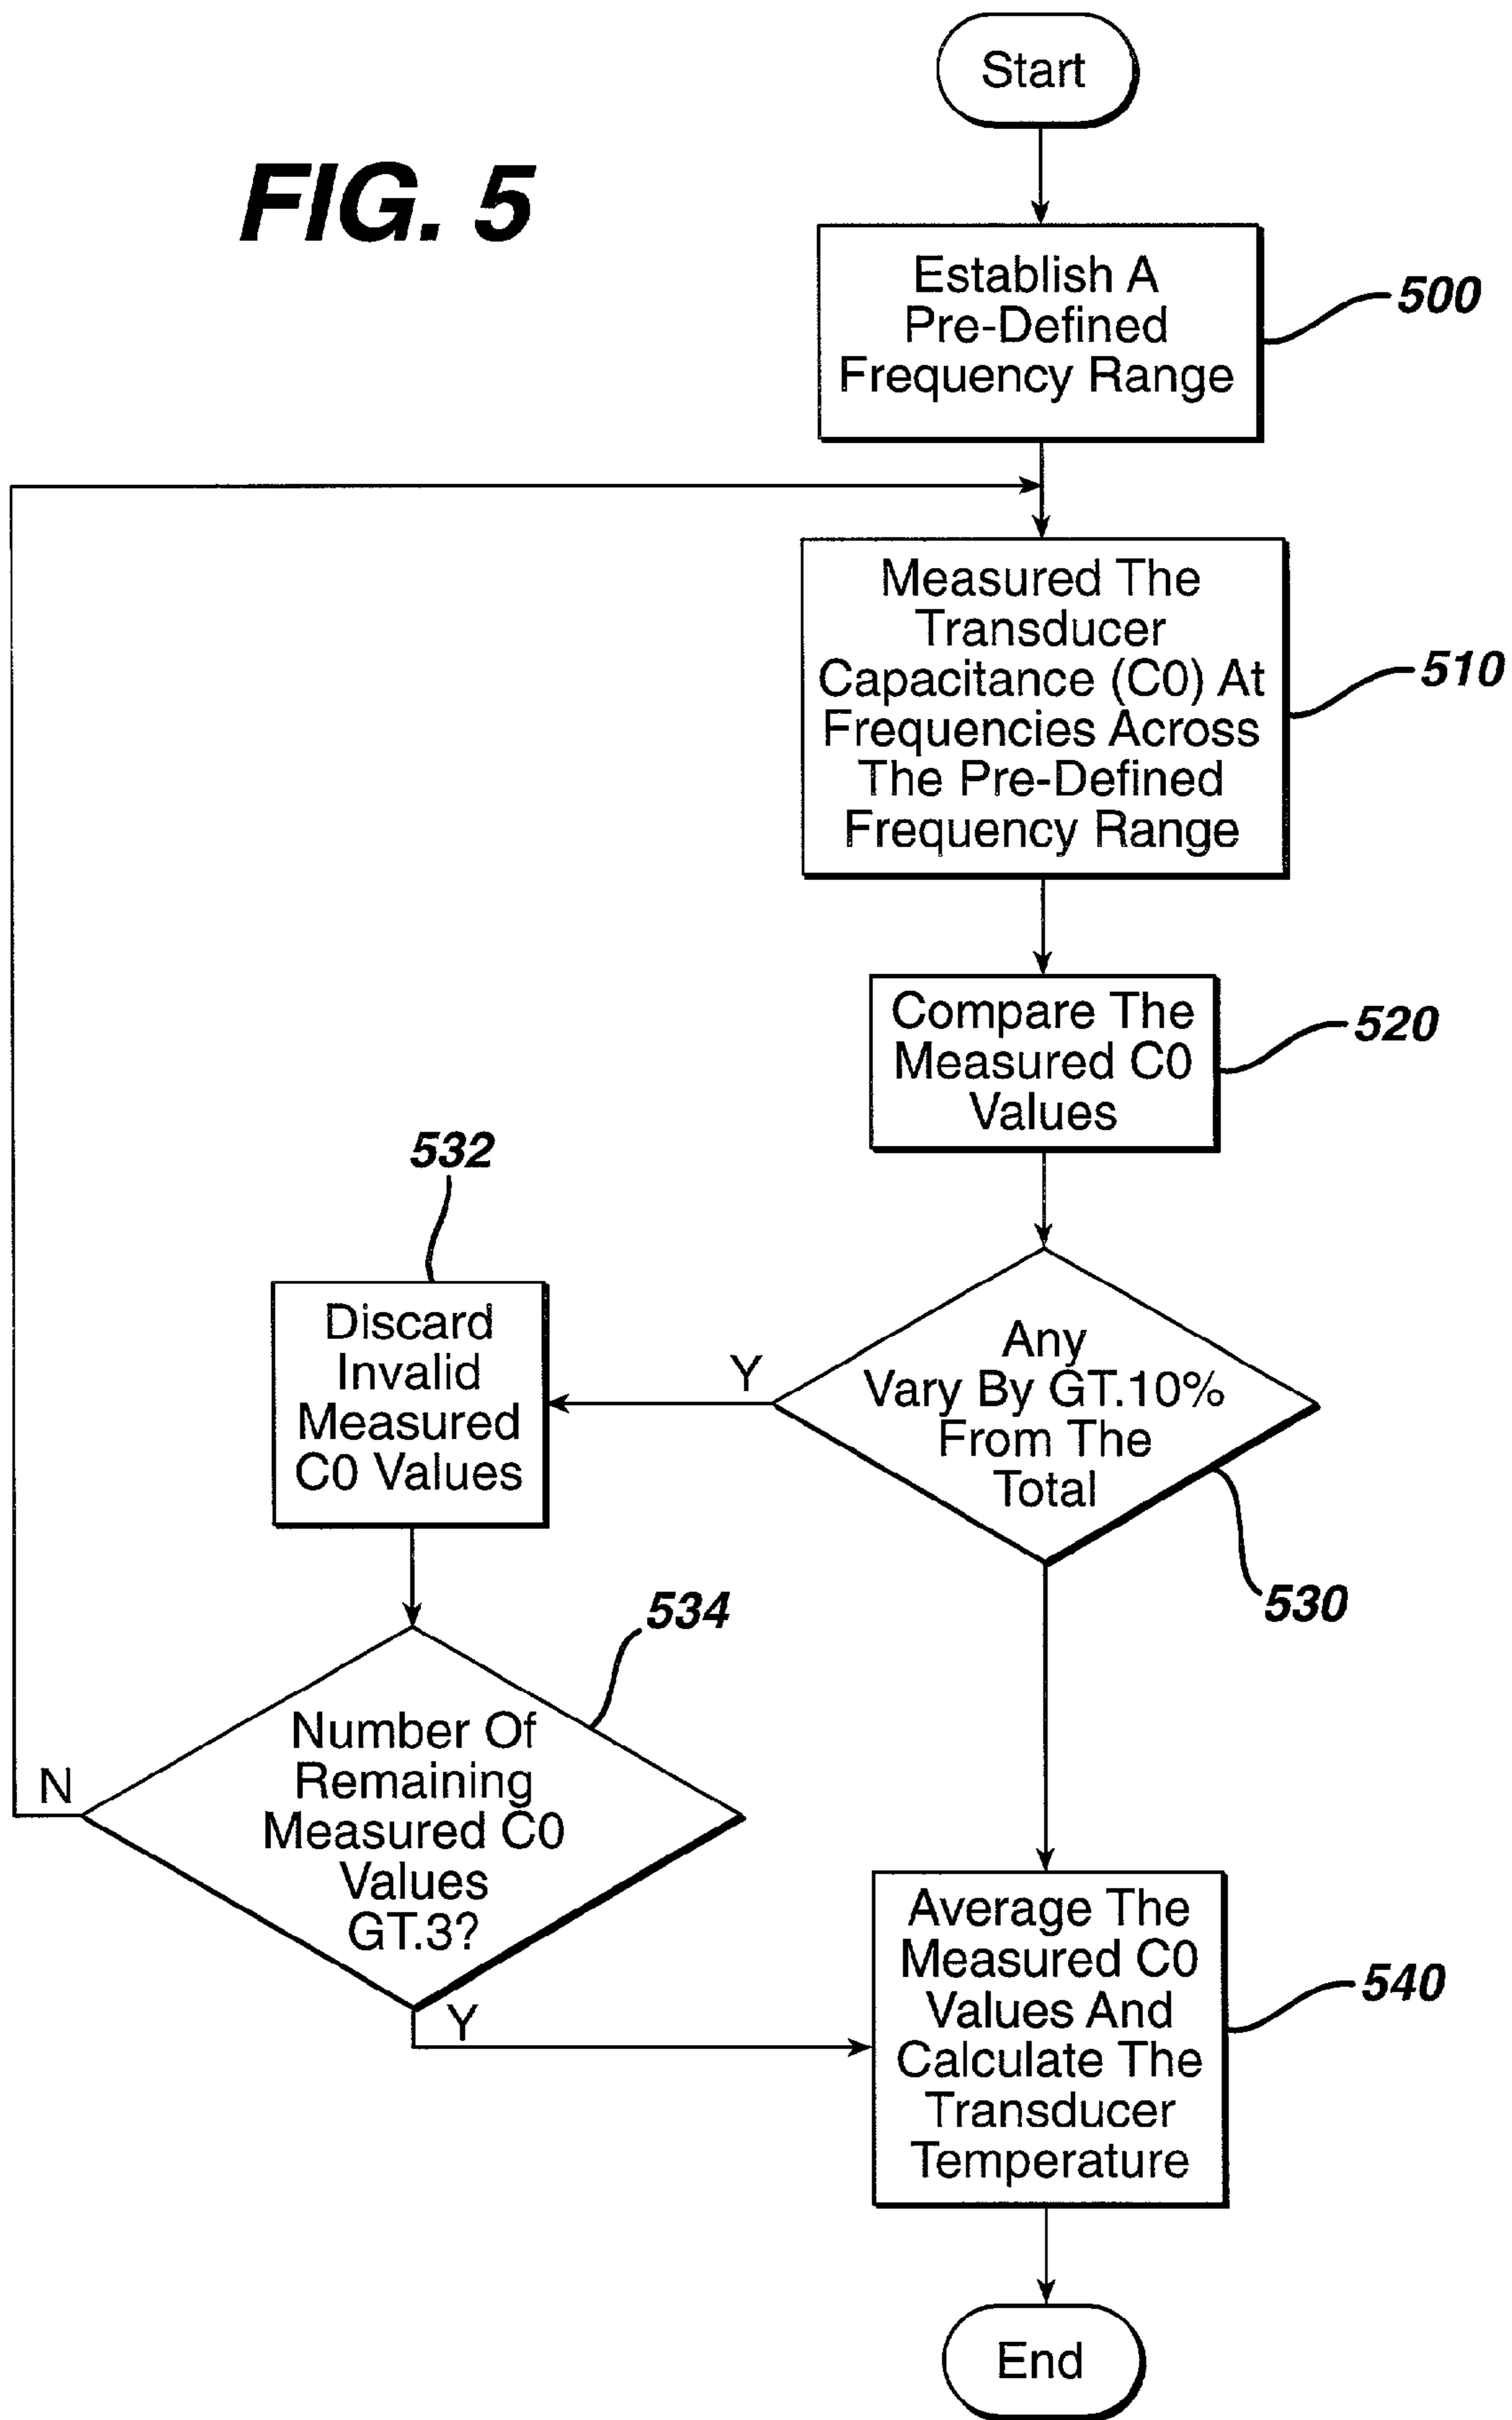 Start
FIG. 5
Establish A
Pre-Defined
Frequency Range
500
Measured The
Transducer
Capacitance (C0) At
Frequencies Across
The Pre-Defined
Frequency Range
510
Compare The
Measured C0
Values
520
532
Discard
Invalid
Measured
C0 Values
Y
Any
Vary By GT.10%
From The
Total
530
534
N
Number Of
Remaining
Measured C0
Values
GT.3?
Y
Average The
Measured C0
Values And
Calculate The
Transducer
Temperature
540
End